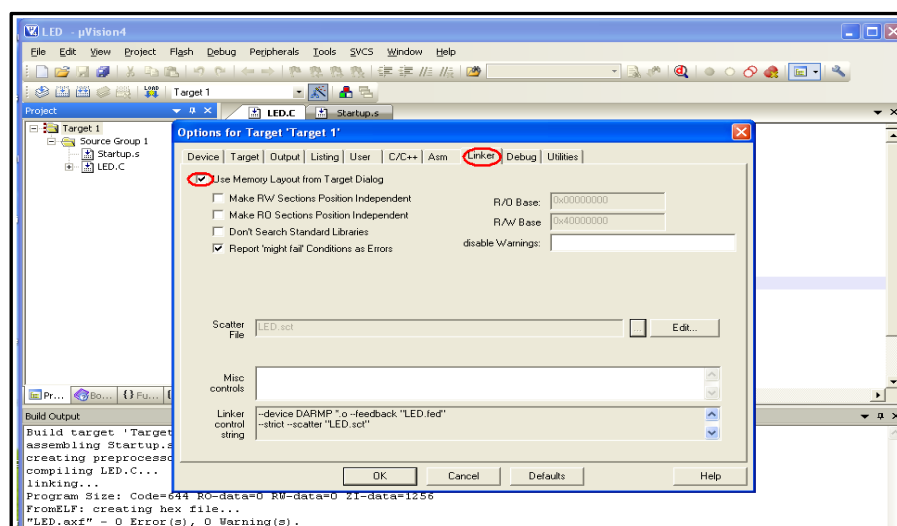 LED - µVision4
File Edit View Project Flash Debug Peripherals Tools SVCS Window Help
LOAD Target 1
Project
LED.C Startup.s
Target 1
Source Group 1
Startup.s
LED.C
Options for Target 'Target 1'
Device Target Output Listing User C/C++ Asm Linker Debug Utilities
Use Memory Layout from Target Dialog
Make RW Sections Position Independent
R/O Base: 0x00000000
Make RO Sections Position Independent
R/W Base 0x40000000
Don't Search Standard Libraries
disable Warnings:
Report 'might fail' Conditions as Errors
Scatter File
LED.sct
... Edit...
Misc controls
Linker control string
--device DARMP *.o --feedback "LED.fed"
--strict --scatter "LED.sct"
OK Cancel Defaults Help
Pr... Bo... {} Fu...
Build Output
Build target 'Target
assembling Startup.s
creating preprocesso
compiling LED.C...
linking...
Program Size: Code=644 RO-data=0 RW-data=0 ZI-data=1256
FromELF: creating hex file...
"LED.axf" - 0 Error(s), 0 Warning(s).